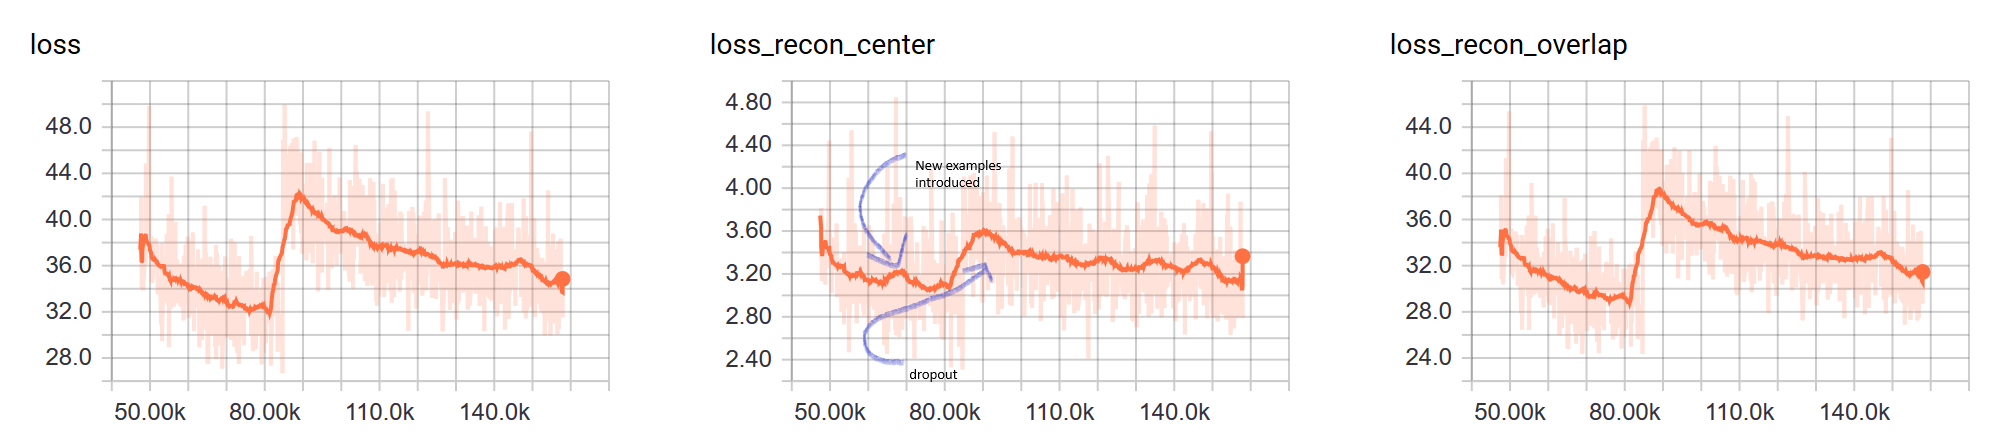 loss
48.0
44.0
40.0
36.0
32.0
28.0
50.00k 80.00k 110.0k 140.0k
loss_recon_center
4.80
4.40
4.00
3.60
3.20
2.80
2.40
New examples
introduced
dropout
50.00k 80.00k 110.0k 140.0k
loss_recon_overlap
44.0
40.0
36.0
32.0
28.0
24.0
50.00k 80.00k 110.0k 140.0k